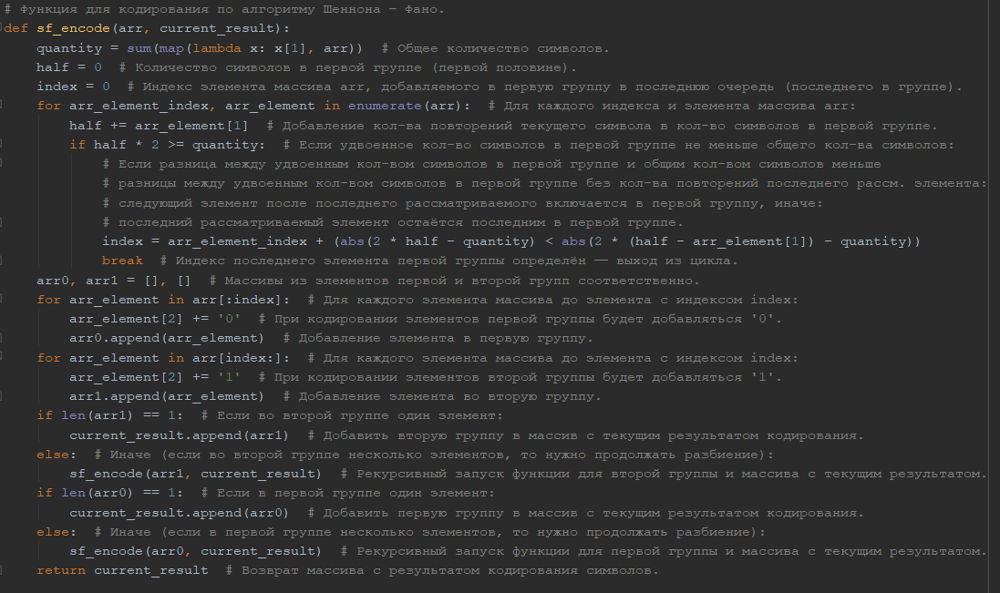 # Функция для кодирования по алгоритму Шеннона – Фано.
def sf_encode(arr, current_result):
    quantity = sum(map(lambda x: x[1], arr))  # Общее количество символов.
    half = 0  # Количество символов в первой группе (первой половине).
    index = 0  # Индекс элемента массива arr, добавляемого в первую группу в последнюю очередь (последнего в группе).
    for arr_element_index, arr_element in enumerate(arr):  # Для каждого индекса и элемента массива arr:
        half += arr_element[1]  # Добавление кол-ва повторений текущего символа в кол-во символов в первой группе.
        if half * 2 >= quantity:  # Если удвоенное кол-во символов в первой группе не меньше общего кол-ва символов:
            # Если разница между удвоенным кол-вом символов в первой группе и общим кол-вом символов меньше
            # разницы между удвоенным кол-вом символов в первой группе без кол-ва повторений последнего рассм. элемента:
            # следующий элемент после последнего рассматриваемого включается в первой группу, иначе:
            # последний рассматриваемый элемент остаётся последним в первой группе.
            index = arr_element_index + (abs(2 * half - quantity) < abs(2 * (half - arr_element[1]) - quantity))
            break  # Индекс последнего элемента первой группы определён — выход из цикла.
    arr0, arr1 = [], []  # Массивы из элементов первой и второй групп соответственно.
    for arr_element in arr[:index]:  # Для каждого элемента массива до элемента с индексом index:
        arr_element[2] += '0'  # При кодировании элементов первой группы будет добавляться '0'.
        arr0.append(arr_element)  # Добавление элемента в первую группу.
    for arr_element in arr[index:]:  # Для каждого элемента массива до элемента с индексом index:
        arr_element[2] += '1'  # При кодировании элементов второй группы будет добавляться '1'.
        arr1.append(arr_element)  # Добавление элемента во вторую группу.
    if len(arr1) == 1:  # Если во второй группе один элемент:
        current_result.append(arr1)  # Добавить вторую группу в массив с текущим результатом кодирования.
    else:  # Иначе (если во второй группе несколько элементов, то нужно продолжать разбиение):
        sf_encode(arr1, current_result)  # Рекурсивный запуск функции для второй группы и массива с текущим результатом.
    if len(arr0) == 1:  # Если в первой группе один элемент:
        current_result.append(arr0)  # Добавить первую группу в массив с текущим результатом кодирования.
    else:  # Иначе (если в первой группе несколько элементов, то нужно продолжать разбиение):
        sf_encode(arr0, current_result)  # Рекурсивный запуск функции для первой группы и массива с текущим результатом.
    return current_result  # Возврат массива с результатом кодирования символов.